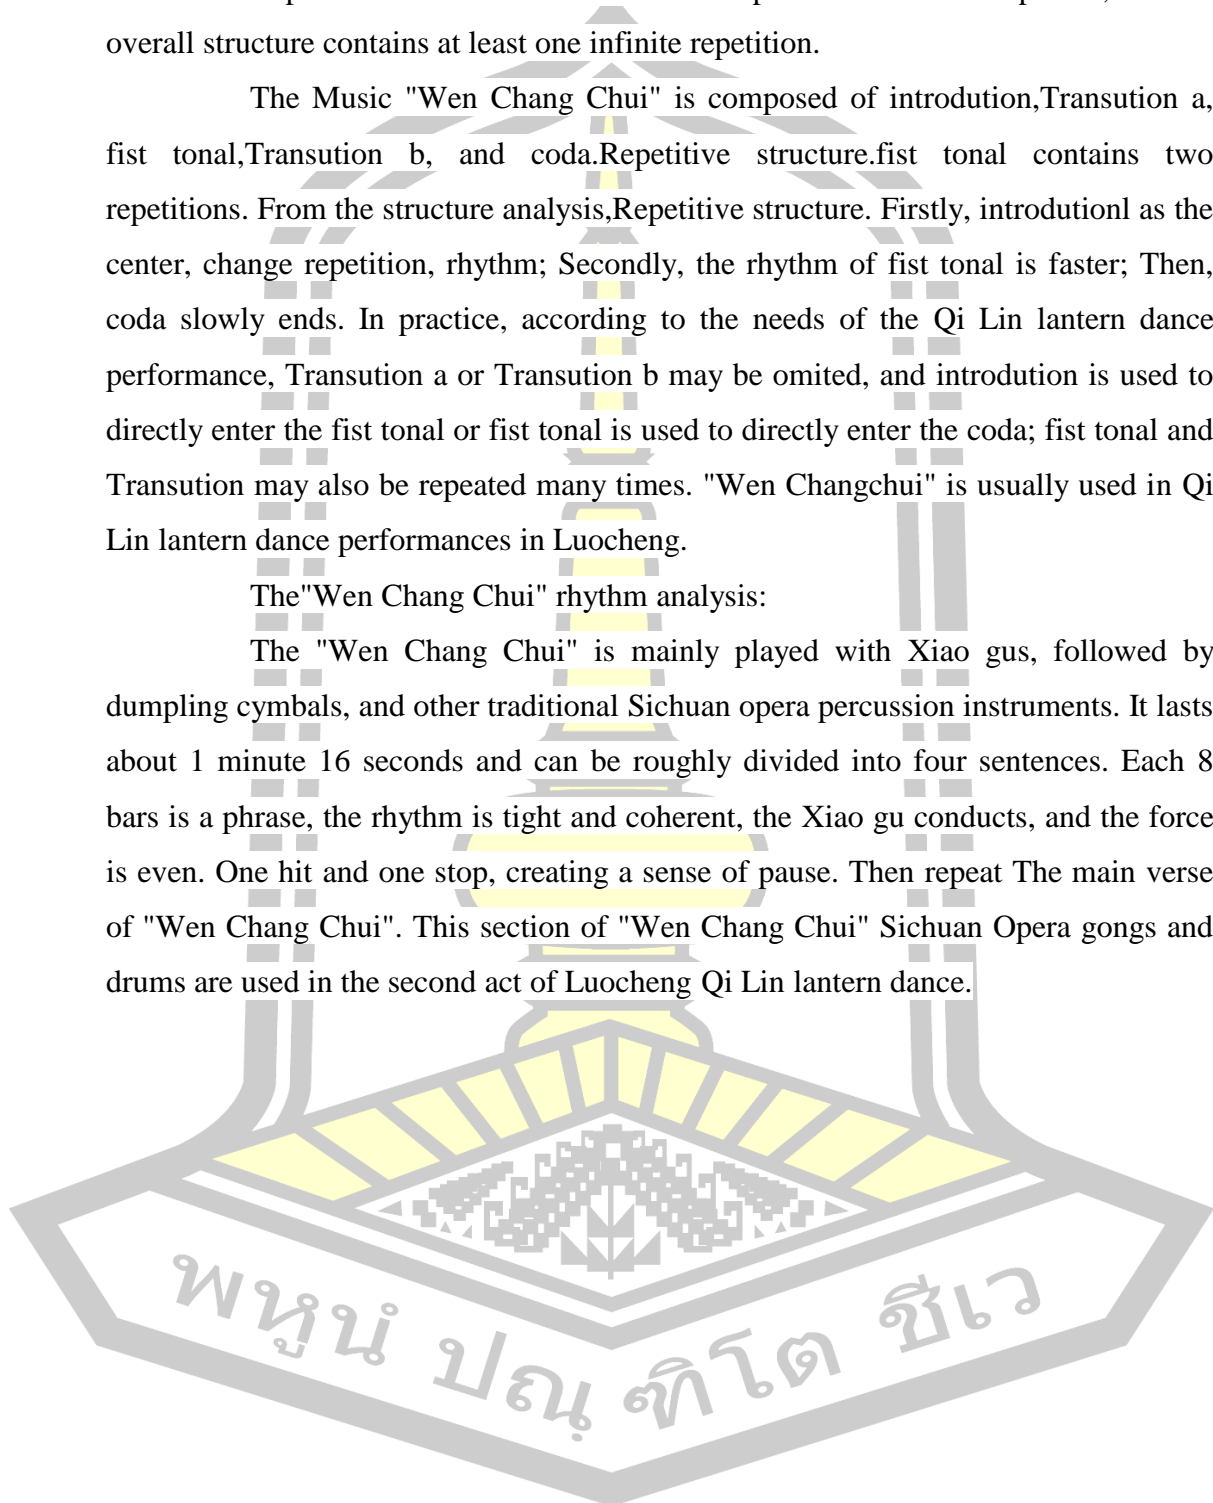 overall structure contains at least one infinite repetition.
The Music "Wen Chang Chui" is composed of introdution,Transution a,
fist tonal,Transution b, and coda.Repetitive structure.fist tonal contains two
repetitions. From the structure analysis,Repetitive structure. Firstly, introdutionl as the
center, change repetition, rhythm; Secondly, the rhythm of fist tonal is faster; Then,
coda slowly ends. In practice, according to the needs of the Qi Lin lantern dance
performance, Transution a or Transution b may be omited, and introdution is used to
directly enter the fist tonal or fist tonal is used to directly enter the coda; fist tonal and
Transution may also be repeated many times. "Wen Changchui" is usually used in Qi
Lin lantern dance performances in Luocheng.
The"Wen Chang Chui" rhythm analysis:
The "Wen Chang Chui" is mainly played with Xiao gus, followed by
dumpling cymbals, and other traditional Sichuan opera percussion instruments. It lasts
about 1 minute 16 seconds and can be roughly divided into four sentences. Each 8
bars is a phrase, the rhythm is tight and coherent, the Xiao gu conducts, and the force
is even. One hit and one stop, creating a sense of pause. Then repeat The main verse
of "Wen Chang Chui". This section of "Wen Chang Chui" Sichuan Opera gongs and
drums are used in the second act of Luocheng Qi Lin lantern dance.
พหูนํ ปณฺฑิโต ชีเว